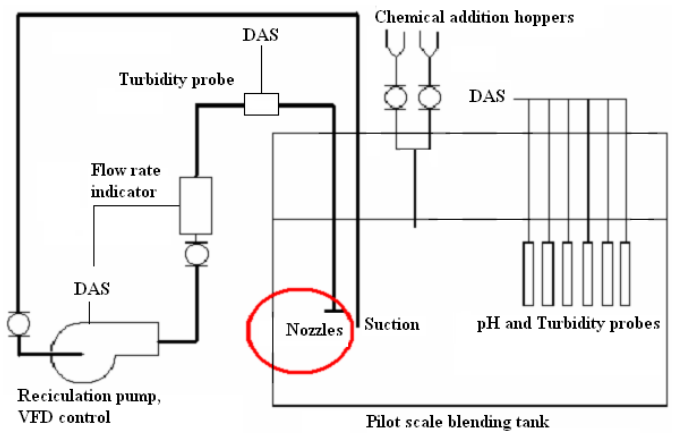 Chemical addition hoppers
DAS
Turbidity probe
DAS
Flow rate
indicator
DAS
Nozzles
Suction
pH and Turbidity probes
Reciculation pump,
VFD control
Pilot scale blending tank